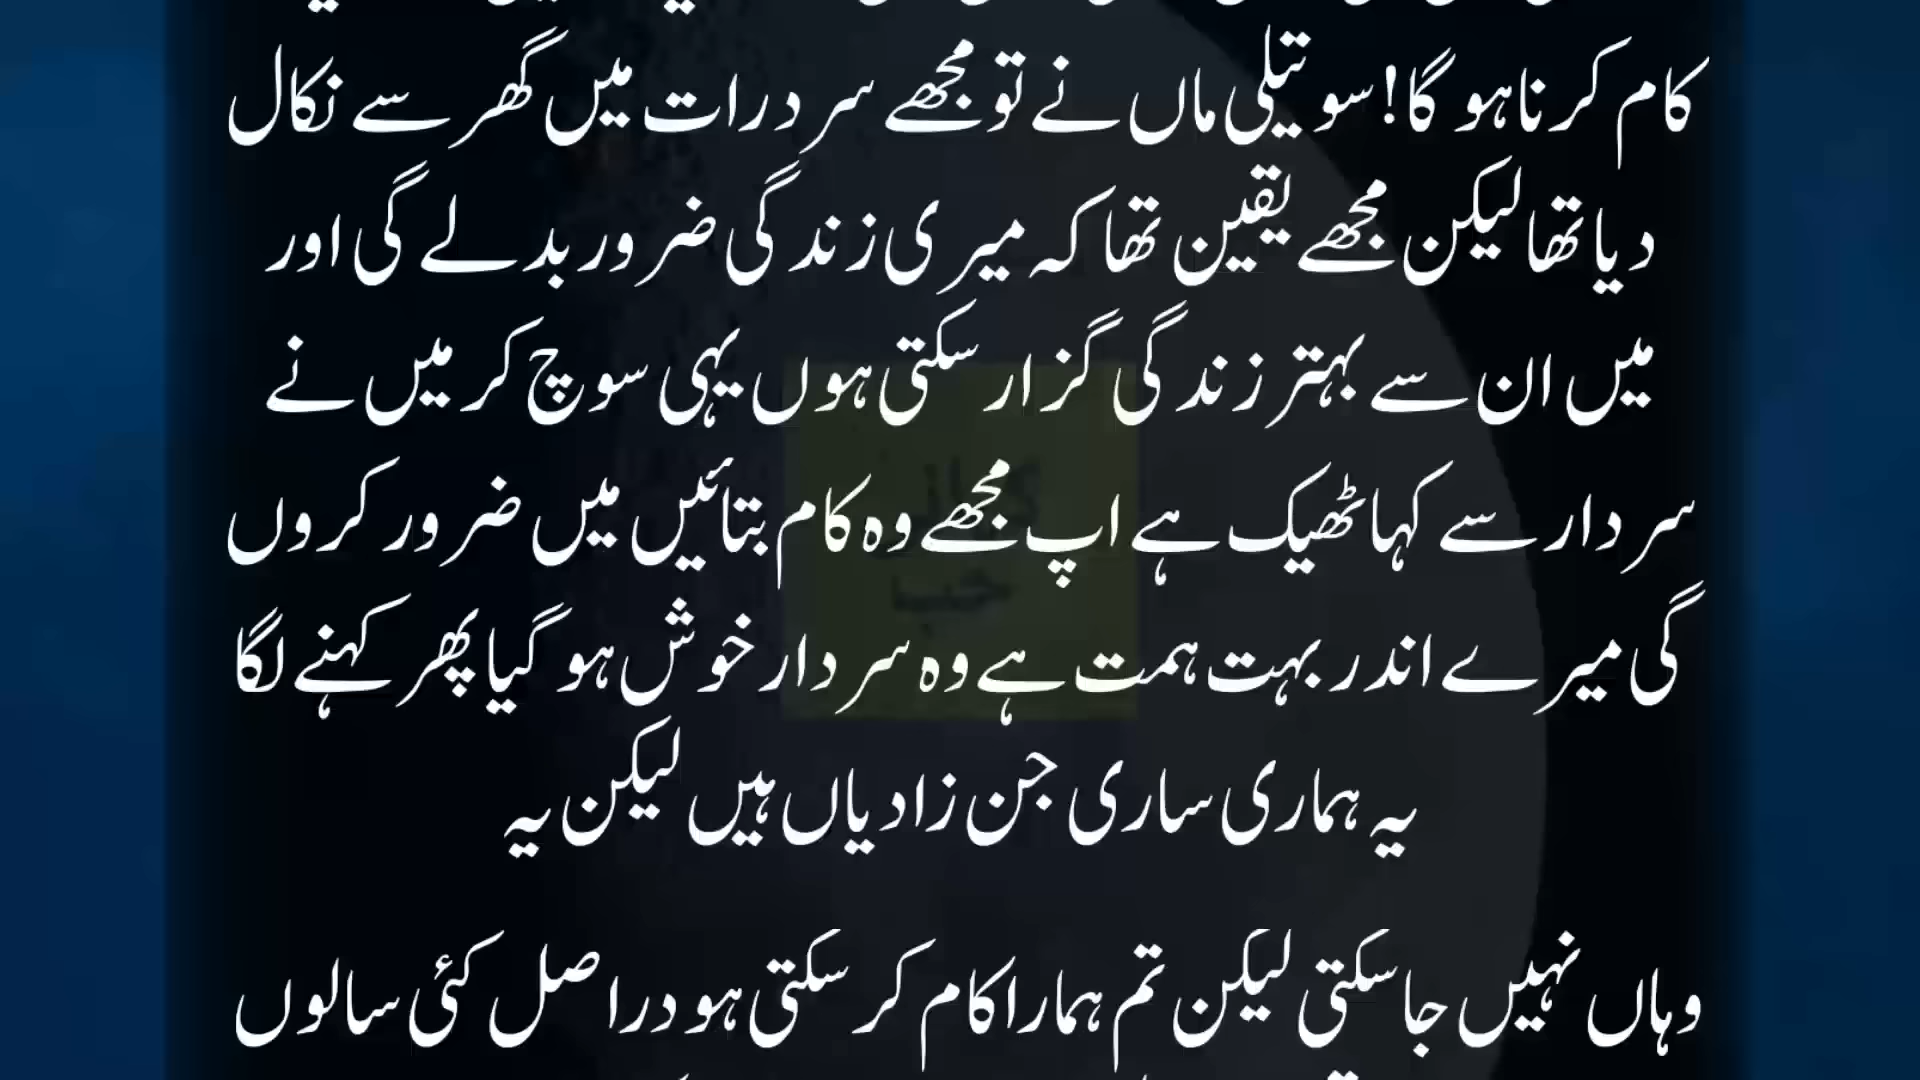 کام کرنا ہو گا! سوتیلی ماں نے تو مجھے سرد رات میں گھر سے نکال
دیا تھا لیکن مجھے یقین تھا کہ میری زندگی ضرور بدلے گی اور
میں ان سے بہتر زندگی گزار سکتی ہوں یہی سوچ کر میں نے
سردار سے کہا ٹھیک ہے اپ مجھے وہ کام بتائیں میں ضرور کروں
گی میرے اندر بہت ہمت ہے وہ سردار خوش ہو گیا پھر کہنے لگا
یہ ہماری ساری جن زادیاں ہیں لیکن یہ
وہاں نہیں جا سکتی لیکن تم ہمارا کام کر سکتی ہو دراصل کئی سالوں